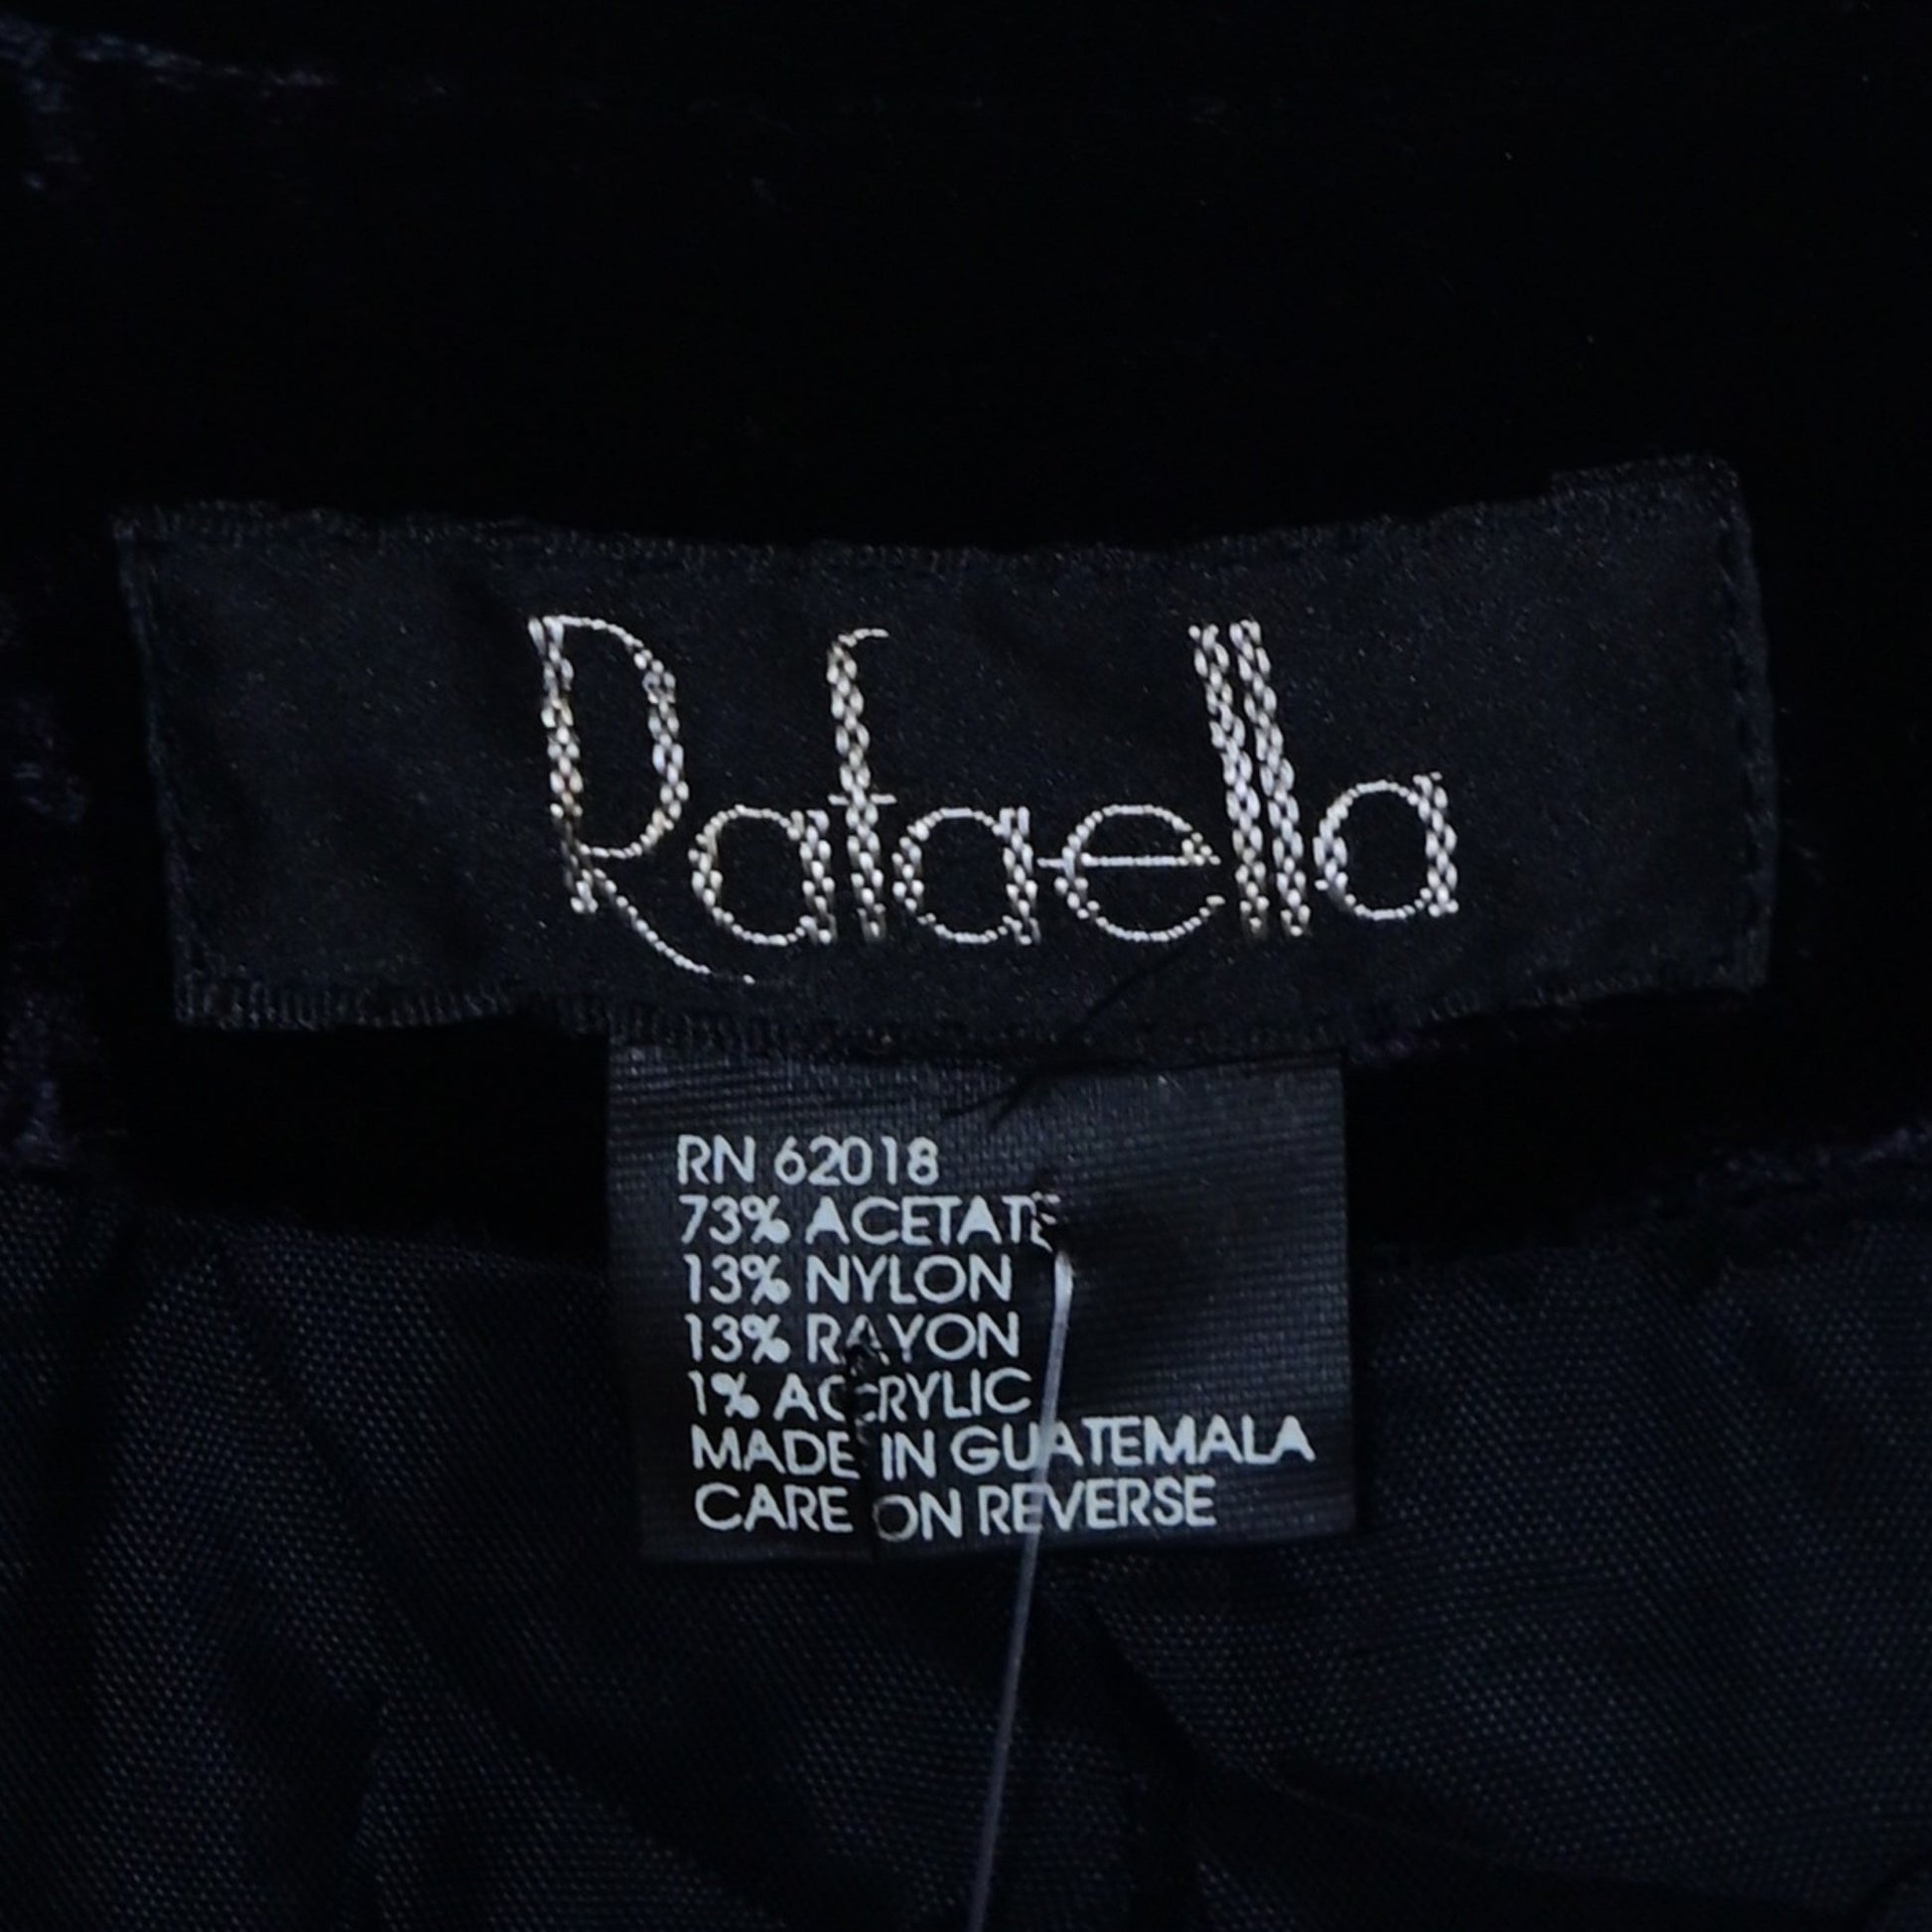 Rafaella
RN 62018
73% ACETATE
13% NYLON
13% RAYON
1% ACRYLIC
MADE IN GUATEMALA
CARE ON REVERSE